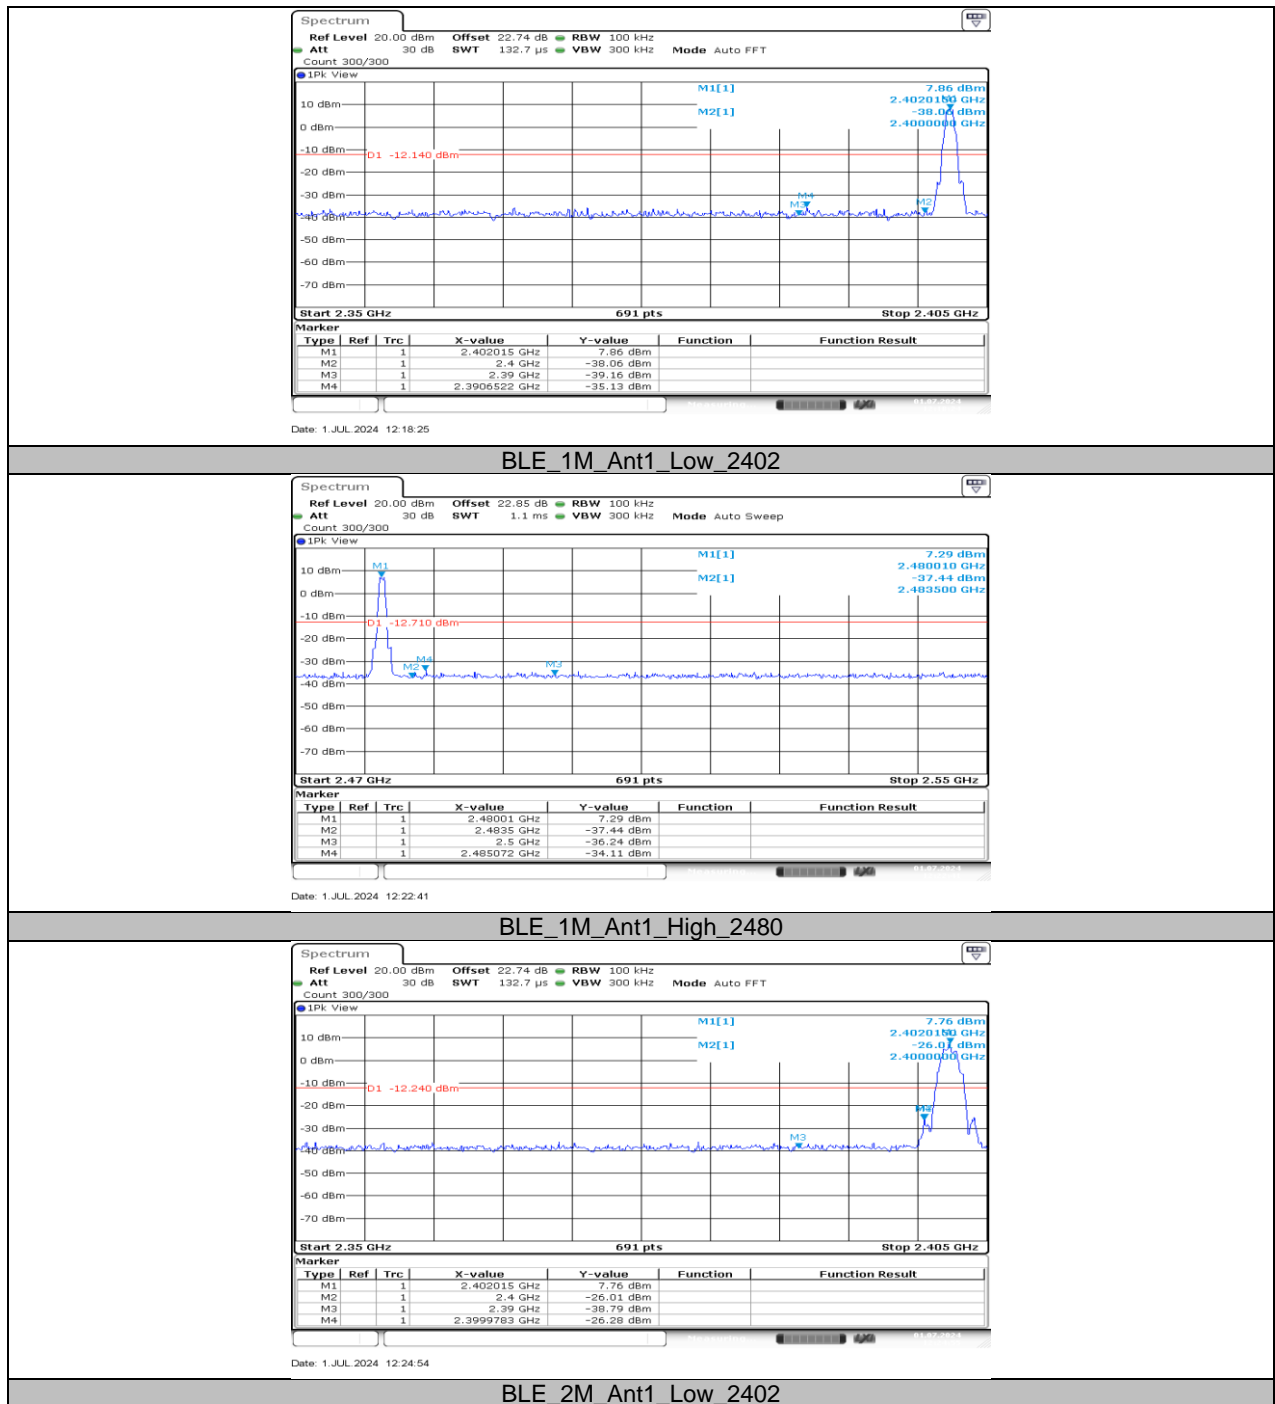 Spectrum
Ref Level 20.00 dBm Offset 22.74 dB RBW 100 kHz
Att 30 dB SWT 132.7 µs VBW 300 kHz Mode Auto FFT
Count 300/300
1Pk View
M1[1] 7.86 dBm
2.4020150 GHz
10 dBm
M2[1] -38.06 dBm
2.4000000 GHz
0 dBm
-10 dBm
D1 -12.140 dBm
-20 dBm
-30 dBm
M4
M3
M2
-40 dBm
-50 dBm
-60 dBm
-70 dBm
Start 2.35 GHz 691 pts Stop 2.405 GHz
Marker
Type Ref Trc X-value Y-value Function Function Result
M1 1 2.402015 GHz 7.86 dBm
M2 1 2.4 GHz -38.06 dBm
M3 1 2.39 GHz -39.16 dBm
M4 1 2.3906522 GHz -35.13 dBm
Measuring 01.07.2024
Date: 1.JUL.2024 12:18:25
BLE_1M_Ant1_Low_2402
Spectrum
Ref Level 20.00 dBm Offset 22.85 dB RBW 100 kHz
Att 30 dB SWT 1.1 ms VBW 300 kHz Mode Auto Sweep
Count 300/300
1Pk View
M1[1] 7.29 dBm
2.480010 GHz
M1
10 dBm
M2[1] -37.44 dBm
2.483500 GHz
0 dBm
-10 dBm
D1 -12.710 dBm
-20 dBm
-30 dBm
M2 M4 M3
-40 dBm
-50 dBm
-60 dBm
-70 dBm
Start 2.47 GHz 691 pts Stop 2.55 GHz
Marker
Type Ref Trc X-value Y-value Function Function Result
M1 1 2.48001 GHz 7.29 dBm
M2 1 2.4835 GHz -37.44 dBm
M3 1 2.5 GHz -36.24 dBm
M4 1 2.485072 GHz -34.11 dBm
Measuring 01.07.2024
Date: 1.JUL.2024 12:22:41
BLE_1M_Ant1_High_2480
Spectrum
Ref Level 20.00 dBm Offset 22.74 dB RBW 100 kHz
Att 30 dB SWT 132.7 µs VBW 300 kHz Mode Auto FFT
Count 300/300
1Pk View
M1[1] 7.76 dBm
2.4020150 GHz
10 dBm
M2[1] -26.01 dBm
2.4000000 GHz
0 dBm
-10 dBm
D1 -12.240 dBm
-20 dBm
-30 dBm
M3
-40 dBm
-50 dBm
-60 dBm
-70 dBm
Start 2.35 GHz 691 pts Stop 2.405 GHz
Marker
Type Ref Trc X-value Y-value Function Function Result
M1 1 2.402015 GHz 7.76 dBm
M2 1 2.4 GHz -26.01 dBm
M3 1 2.39 GHz -38.79 dBm
M4 1 2.3999783 GHz -26.28 dBm
Measuring 01.07.2024
Date: 1.JUL.2024 12:24:54
BLE_2M_Ant1_Low_2402